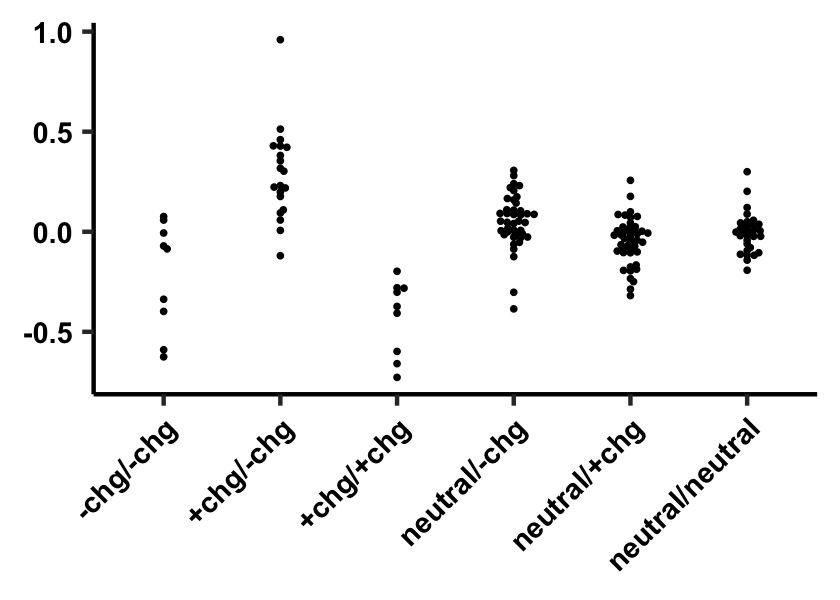 1.0
0.5
0.0
-0.5
-chg/-chg
+chg/-chg
+chg/+chg
neutral/-chg
neutral/+chg
neutral/neutral